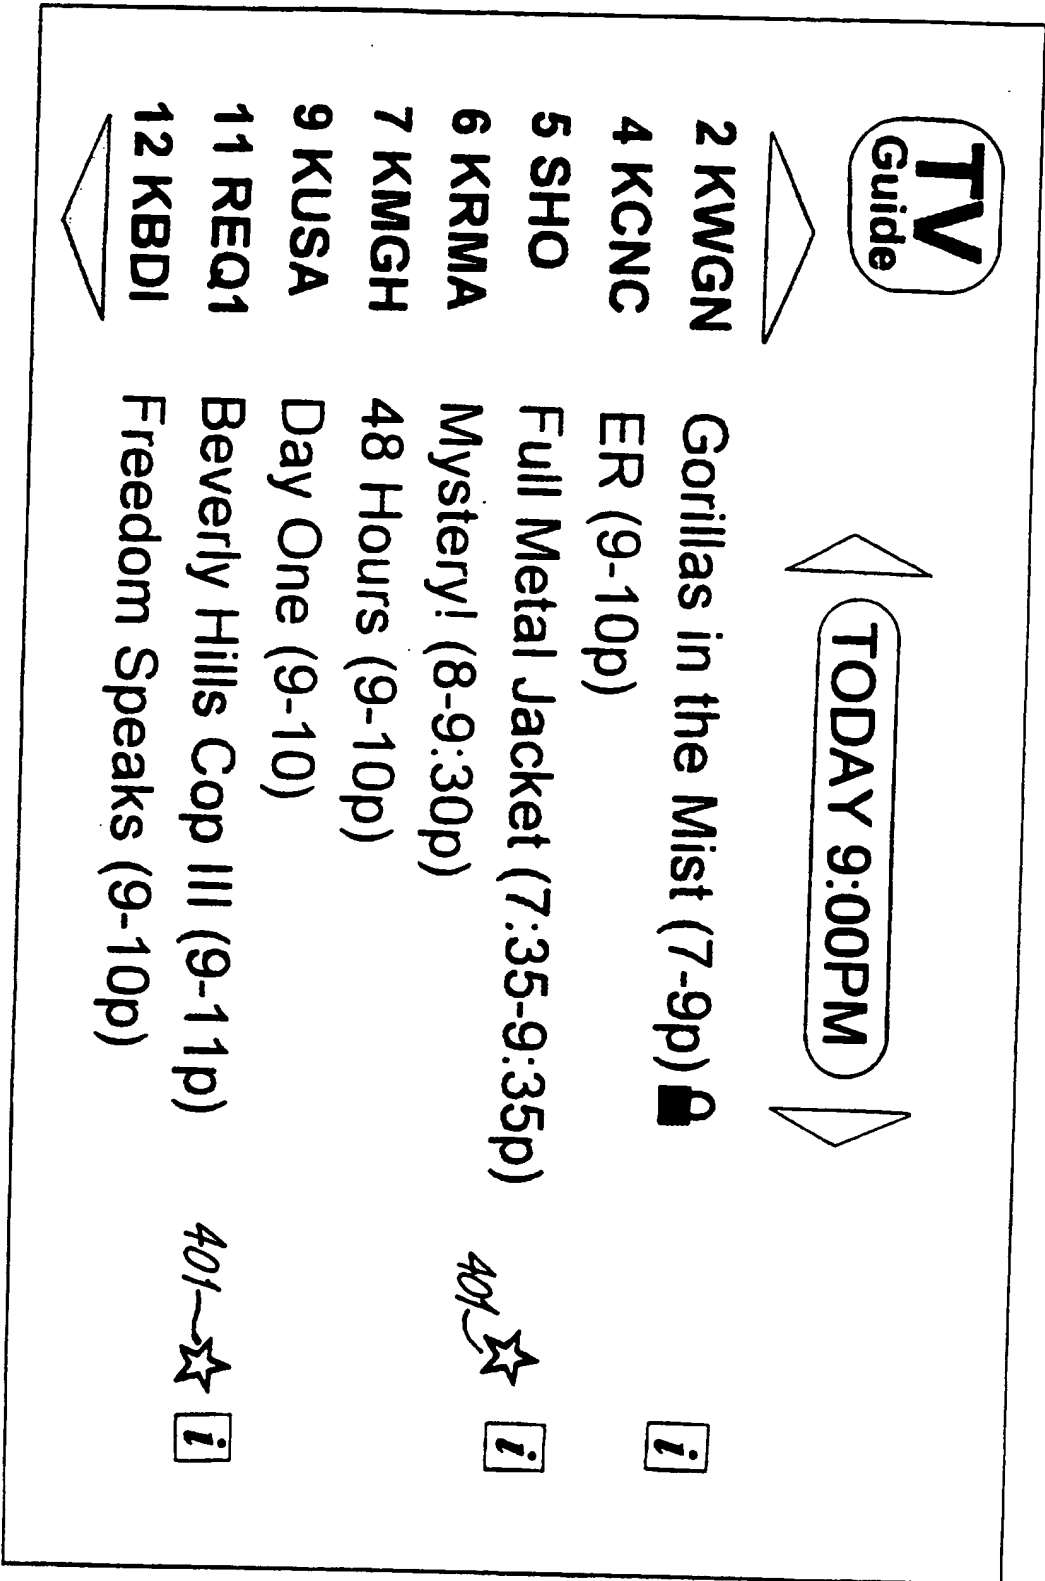 TV
Guide
TODAY 9:00PM
2 KWGN Gorillas in the Mist (7-9p) i
4 KCNC ER (9-10p)
5 SHO Full Metal Jacket (7:35-9:35p) 401 i
6 KRMA Mystery! (8-9:30p)
7 KMGH 48 Hours (9-10p)
9 KUSA Day One (9-10)
11 REQ1 Beverly Hills Cop III (9-11p) 401 i
12 KBDI Freedom Speaks (9-10p)